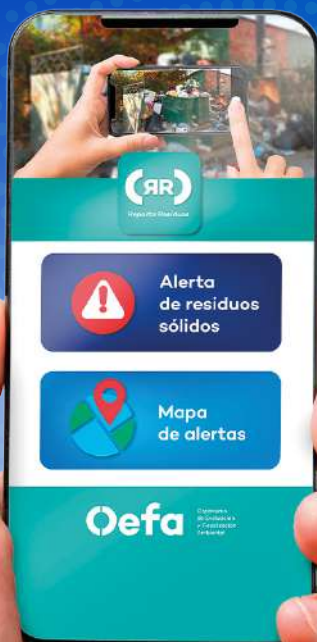 (RR)
Reporta Residuos
Alerta
de residuos
sólidos
Mapa
de alertas
Oefa
Organismo
de Evaluación
y Fiscalización
Ambiental